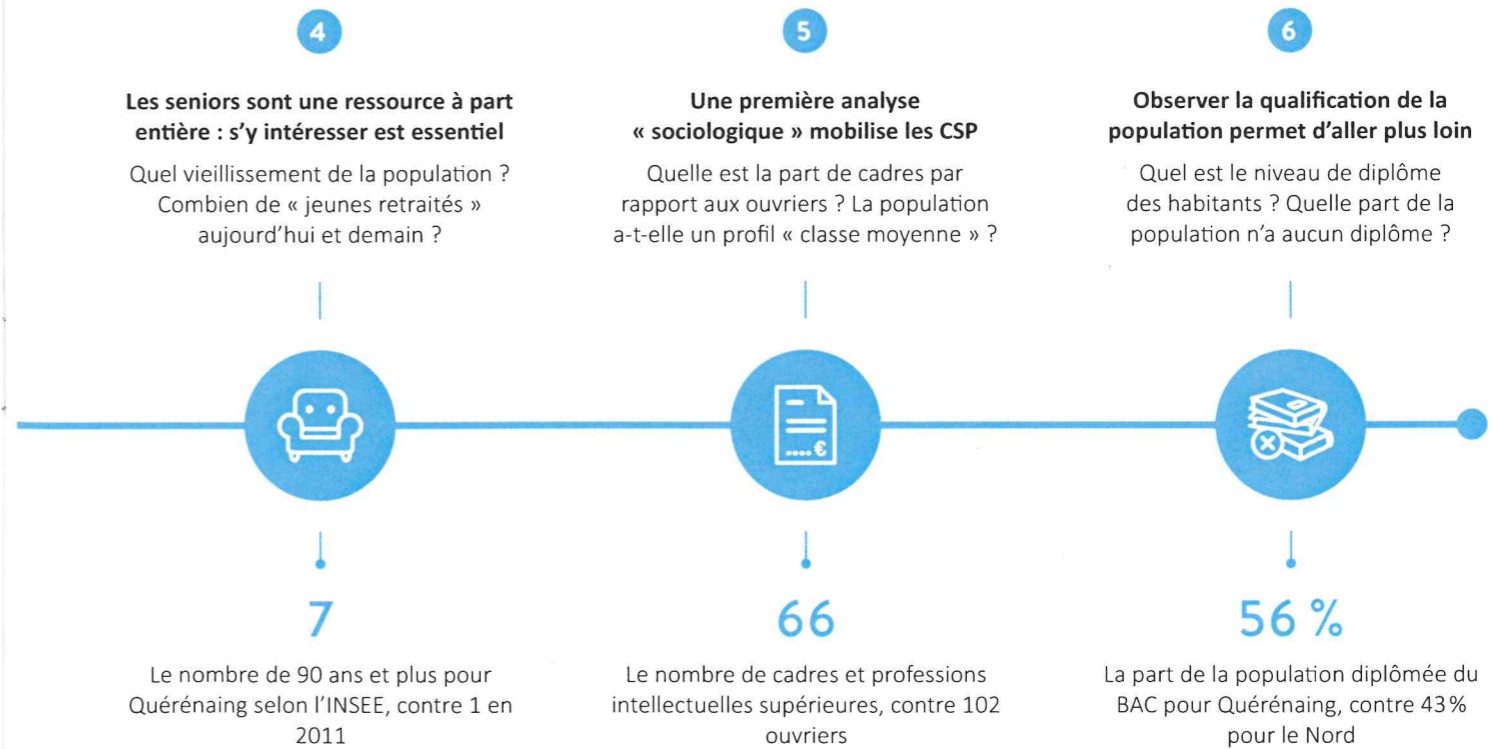 4
Les seniors sont une ressource à part
entière : s'y intéresser est essentiel
Quel vieillissement de la population ?
Combien de « jeunes retraités »
aujourd'hui et demain ?
7
Le nombre de 90 ans et plus pour
Quérénaing selon l'INSEE, contre 1 en
2011
5
Une première analyse
« sociologique » mobilise les CSP
Quelle est la part de cadres par
rapport aux ouvriers ? La population
a-t-elle un profil « classe moyenne » ?
.... €
66
Le nombre de cadres et professions
intellectuelles supérieures, contre 102
ouvriers
6
Observer la qualification de la
population permet d'aller plus loin
Quel est le niveau de diplôme
des habitants ? Quelle part de la
population n'a aucun diplôme ?
56 %
La part de la population diplômée du
BAC pour Quérénaing, contre 43%
pour le Nord